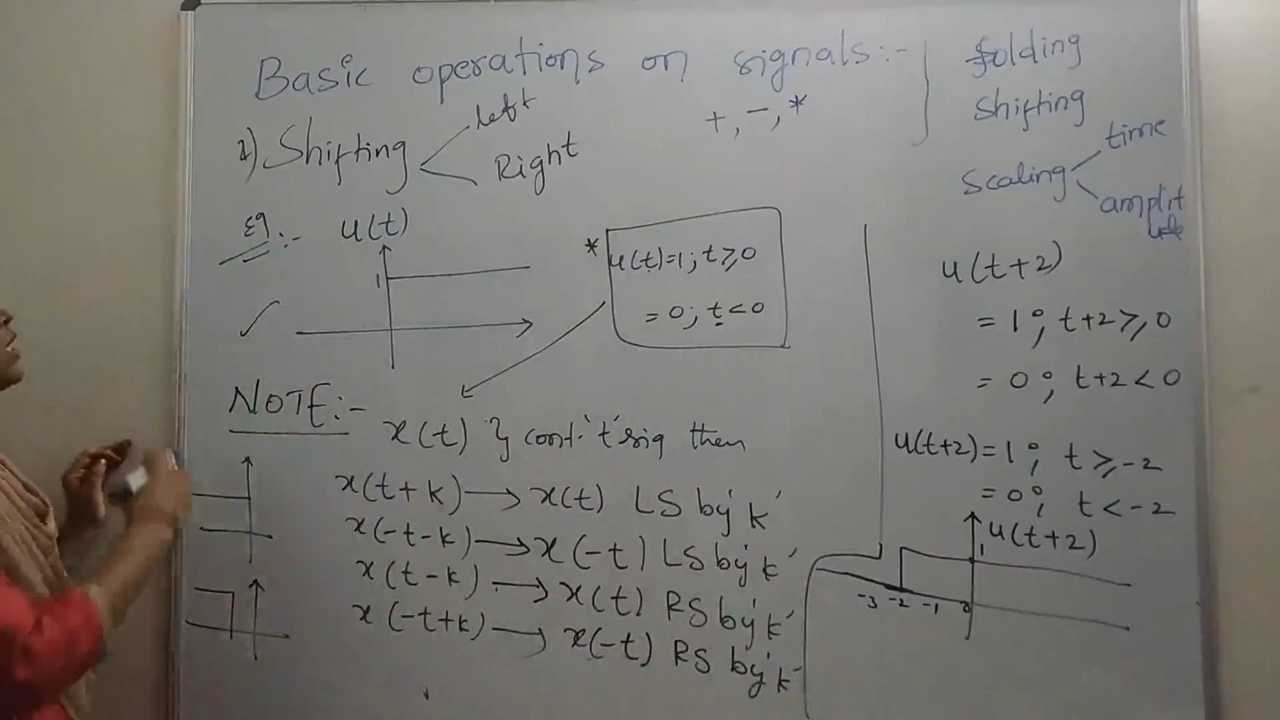 Basic operations on signals:-
2) Shifting left
Right
+, -, *
folding
Shifting
Scaling time
amplitude
Eg:- u(t)
1
* u(t)=1; t≥0
= 0; t<0
NOTE:-
x(t) cont. 't' sig then
x(t+k) → x(t) LS by 'k'
x(-t-k) → x(-t) LS by 'k'
x(t-k) → x(t) RS by 'k'
x(-t+k) → x(-t) RS by 'k'
u(t+2)
= 1; t+2≥0
= 0; t+2<0
u(t+2)=1; t≥-2
=0; t<-2
u(t+2)
1
-3 -2 -1 0